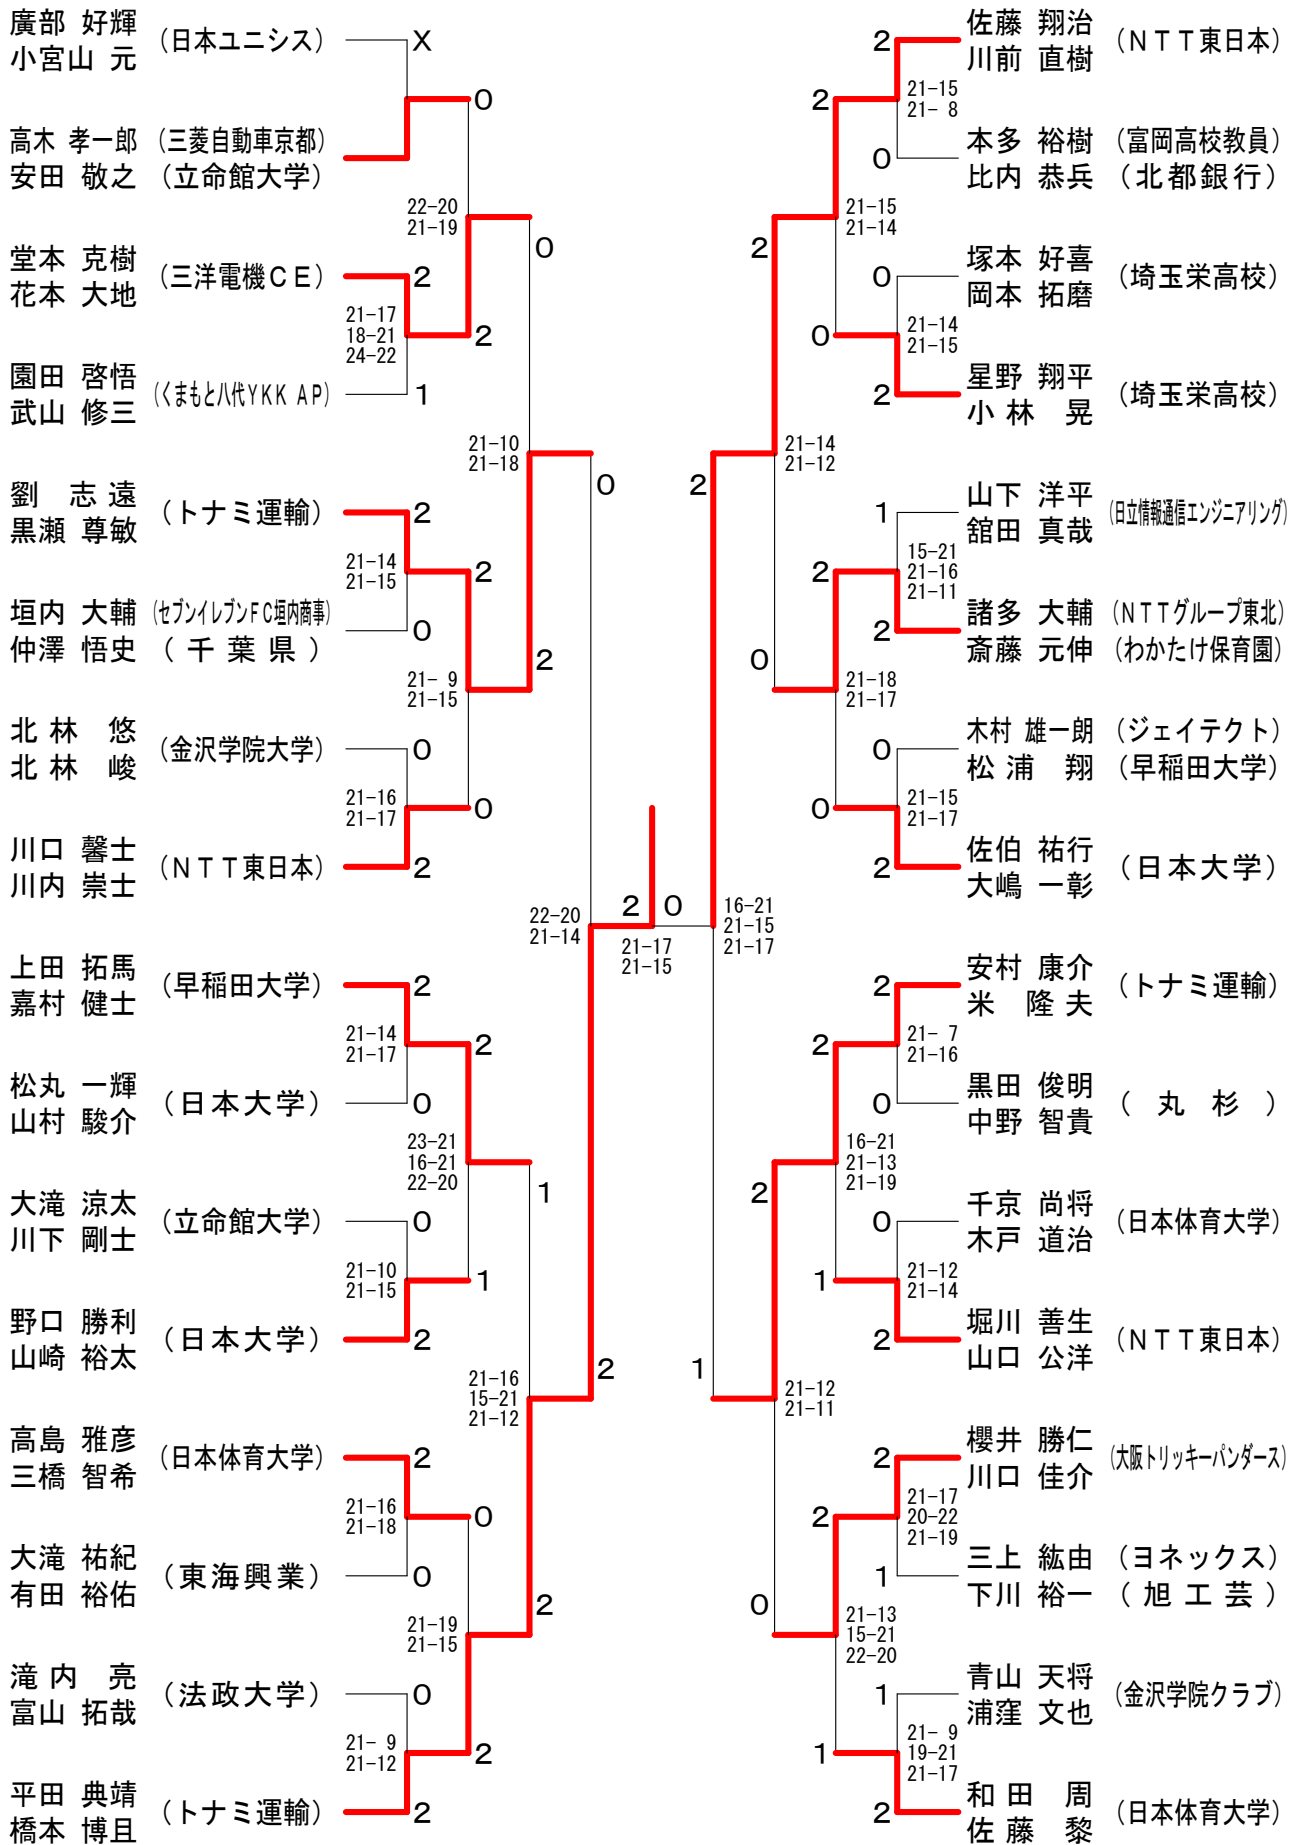 廣部 好輝
小宮山 元
(日本ユニシス)
X
0
高木 孝一郎 (三菱自動車京都)
安田 敬之 (立命館大学)
22-20
21-19
0
堂本 克樹
花本 大地
(三洋電機CE)
2
21-17
18-21
24-22
2
園田 啓悟
武山 修三
(くまもと八代YKK AP)
1
21-10
21-18
0
劉 志遠
黒瀬 尊敏
(トナミ運輸)
2
21-14
21-15
2
垣内 大輔 (セブンイレブンFC垣内商事)
仲澤 悟史 (千葉県)
0
21- 9
21-15
2
北林 悠
北林 峻
(金沢学院大学)
0
21-16
21-17
0
川口 馨士
川内 崇士
(NTT東日本)
2
22-20
21-14
上田 拓馬
嘉村 健士
(早稲田大学)
2
21-14
21-17
2
松丸 一輝
山村 駿介
(日本大学)
0
23-21
16-21
22-20
1
大滝 涼太
川下 剛士
(立命館大学)
0
21-10
21-15
1
野口 勝利
山崎 裕太
(日本大学)
2
21-16
15-21
21-12
2
高島 雅彦
三橋 智希
(日本体育大学)
2
21-16
21-18
0
大滝 祐紀
有田 裕佑
(東海興業)
0
21-19
21-15
2
滝内 亮
富山 拓哉
(法政大学)
0
21- 9
21-12
2
平田 典靖
橋本 博且
(トナミ運輸)
2
2 0
21-17
21-15
佐藤 翔治
川前 直樹
(NTT東日本)
2
21-15
21- 8
2
本多 裕樹 (富岡高校教員)
比内 恭兵 (北都銀行)
0
21-15
21-14
2
塚本 好喜
岡本 拓磨
(埼玉栄高校)
0
21-14
21-15
0
星野 翔平
小林 晃
(埼玉栄高校)
2
21-14
21-12
2
山下 洋平
舘田 真哉
(日立情報通信エンジニアリング)
1
15-21
21-16
21-11
2
諸多 大輔 (NTTグループ東北)
斎藤 元伸 (わかたけ保育園)
2
21-18
21-17
0
木村 雄一朗 (ジェイテクト)
松浦 翔 (早稲田大学)
0
21-15
21-17
0
佐伯 祐行
大嶋 一彰
(日本大学)
2
16-21
21-15
21-17
安村 康介
米 隆夫
(トナミ運輸)
2
21- 7
21-16
2
黒田 俊明
中野 智貴
(丸杉)
0
16-21
21-13
21-19
2
千京 尚将
木戸 道治
(日本体育大学)
0
21-12
21-14
1
堀川 善生
山口 公洋
(NTT東日本)
2
21-12
21-11
1
櫻井 勝仁
川口 佳介
(大阪トリッキーパンダース)
2
21-17
20-22
21-19
2
三上 紘由 (ヨネックス)
下川 裕一 (旭工芸)
1
21-13
15-21
22-20
0
青山 天将
浦窪 文也
(金沢学院クラブ)
1
21- 9
19-21
21-17
1
和田 周
佐藤 黎
(日本体育大学)
2